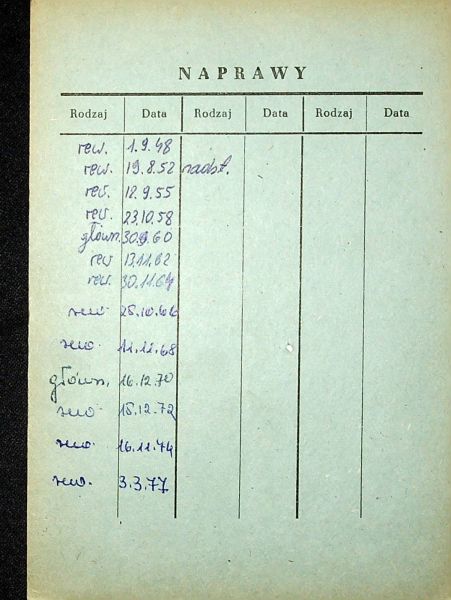 NAPRAWY
Rodzaj Data Rodzaj Data Rodzaj Data
rew. 1.9.48
rew. 19.8.52 nadst.
rew. 12.9.55
rew. 23.10.58
główn. 30.9.60
rew 13.11.62
rew. 30.11.64
rew. 25.10.66
rew. 11.12.68
główn. 16.12.70
rew. 15.12.72
rew. 16.11.74
rew. 3.3.77